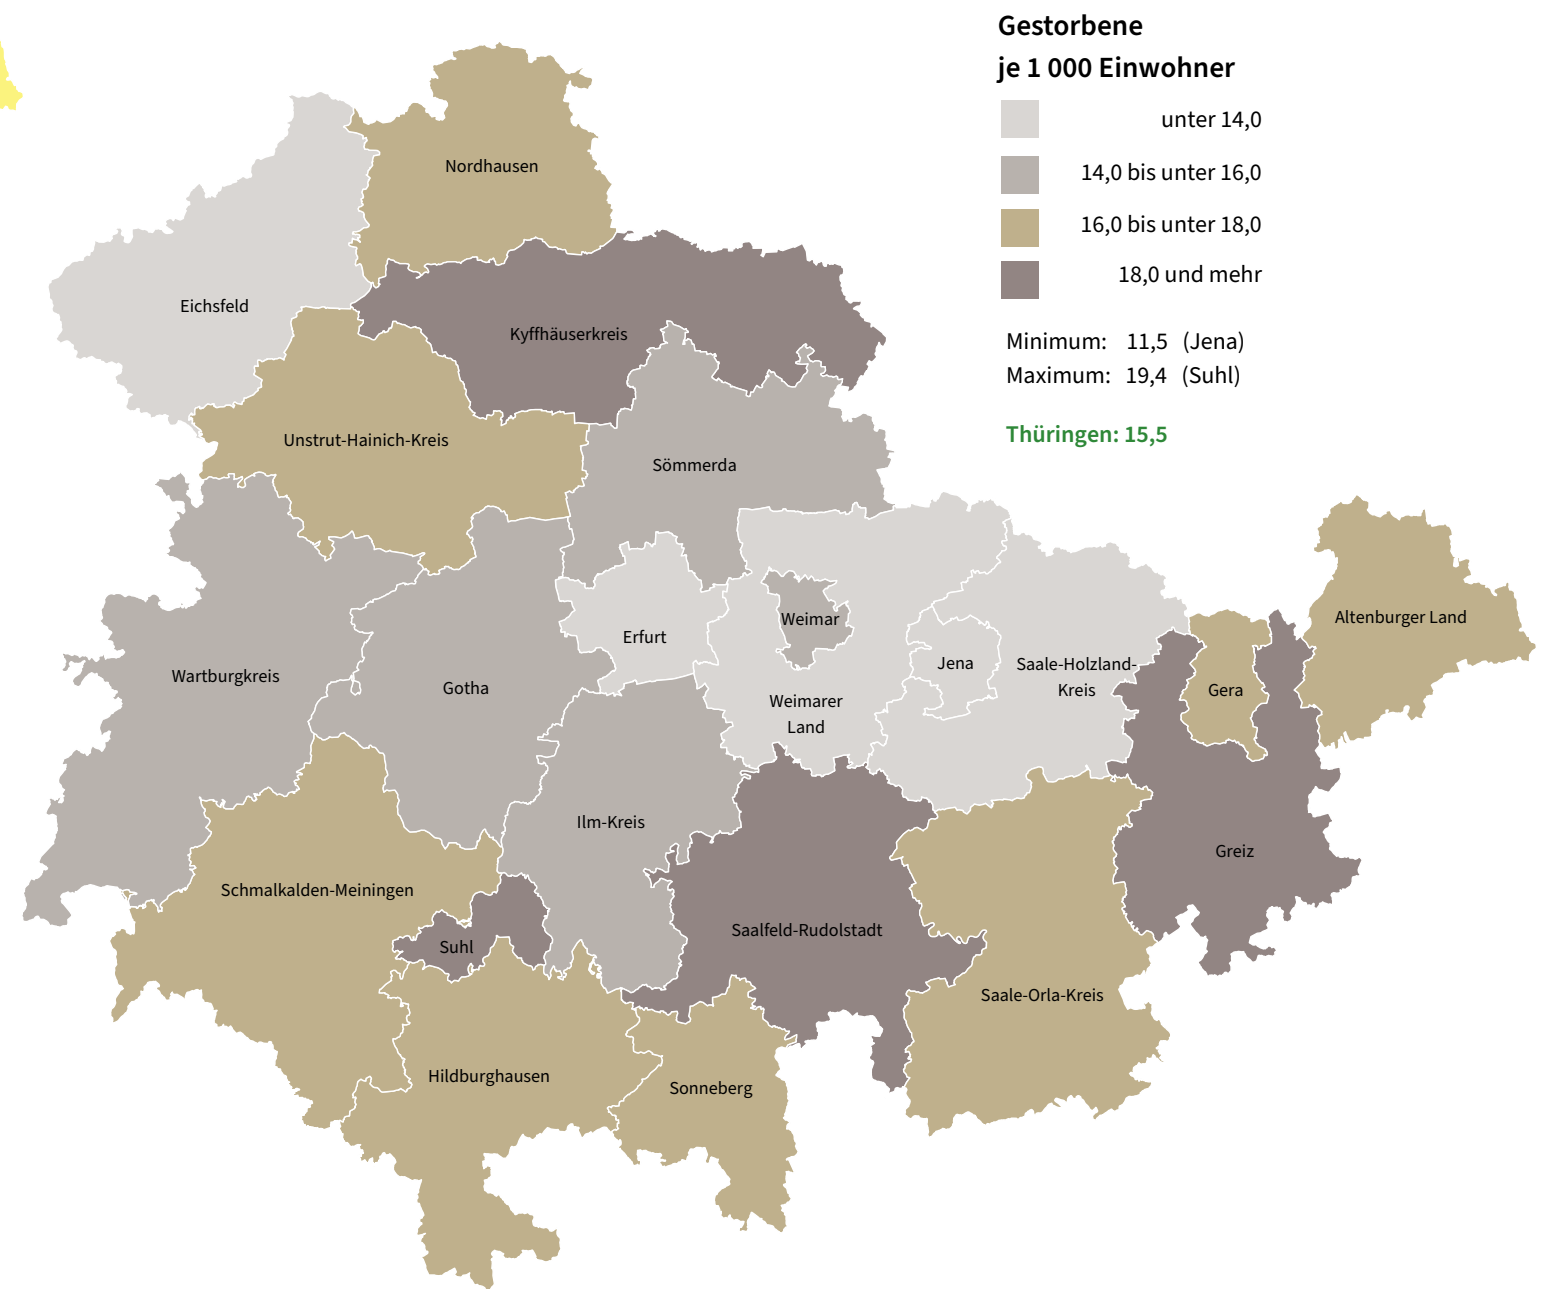 Gestorbene
je 1 000 Einwohner
unter 14,0
14,0 bis unter 16,0
16,0 bis unter 18,0
18,0 und mehr
Minimum: 11,5 (Jena)
Maximum: 19,4 (Suhl)
Thüringen: 15,5
Nordhausen
Eichsfeld
Kyffhäuserkreis
Unstrut-Hainich-Kreis
Sömmerda
Weimar
Altenburger Land
Erfurt
Jena
Saale-Holzland-
Kreis
Wartburgkreis
Gotha
Gera
Weimarer
Land
Ilm-Kreis
Greiz
Schmalkalden-Meiningen
Saalfeld-Rudolstadt
Suhl
Saale-Orla-Kreis
Hildburghausen
Sonneberg